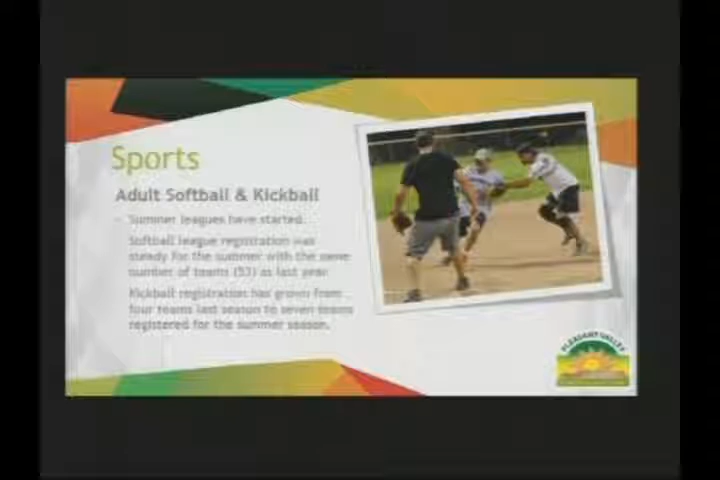 Sports
Adult Softball & Kickball
– Summer leagues have started.
Softball league registration was
steady for the summer with the same
number of teams (53) as last year.
Kickball registration has grown from
four teams last season to seven teams
registered for the summer season.
PLEASANT VALLEY